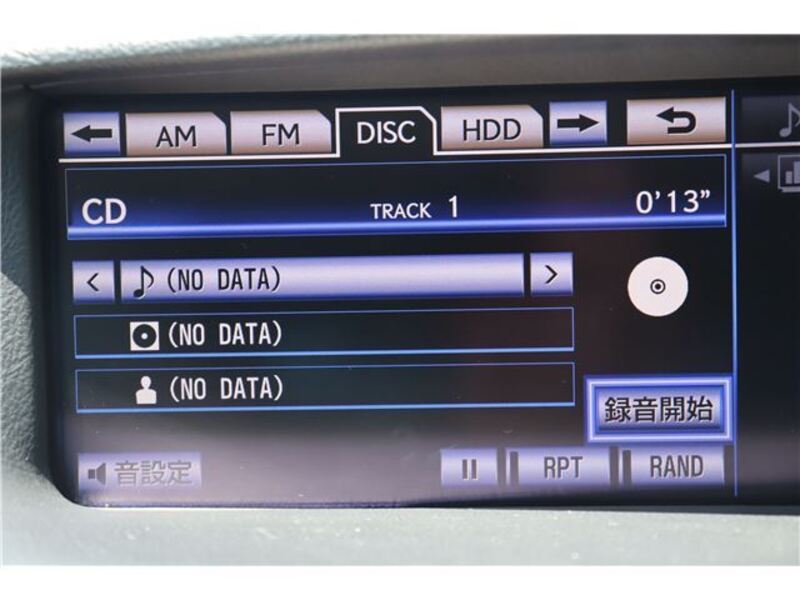 AM FM DISC HDD
CD TRACK 1 0'13"
(NO DATA)
(NO DATA)
(NO DATA)
録音開始
音設定 RPT RAND